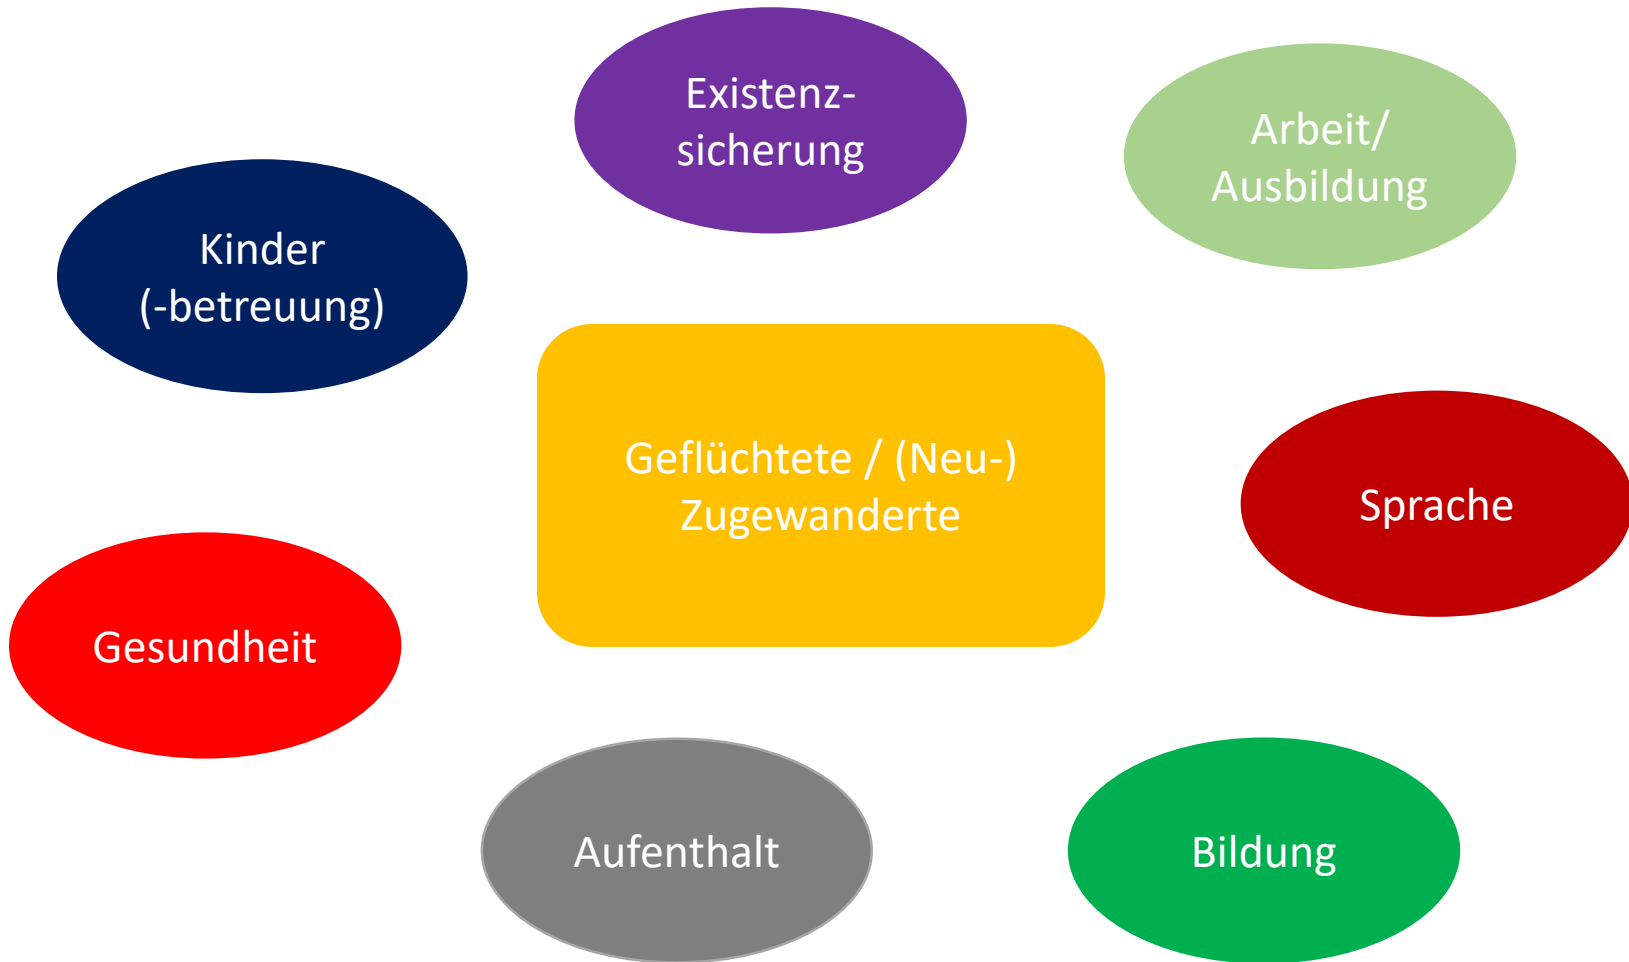 Existenz-
sicherung
Arbeit/
Ausbildung
Kinder
(-betreuung)
Geflüchtete / (Neu-)
Zugewanderte
Sprache
Gesundheit
Aufenthalt
Bildung